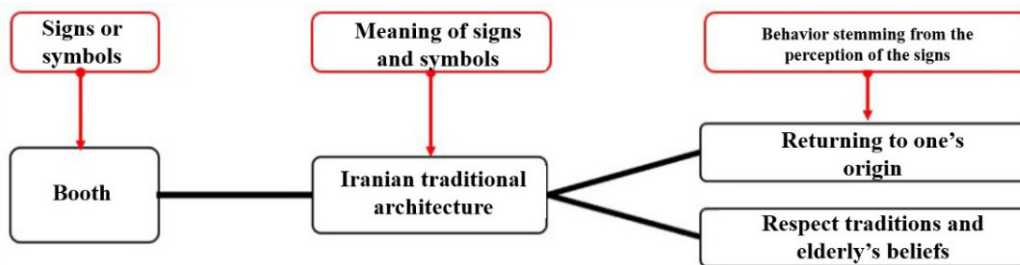 Signs or
symbols
Meaning of signs
and symbols
Behavior stemming from the
perception of the signs
Booth
Iranian traditional
architecture
Returning to one's
origin
Respect traditions and
elderly's beliefs